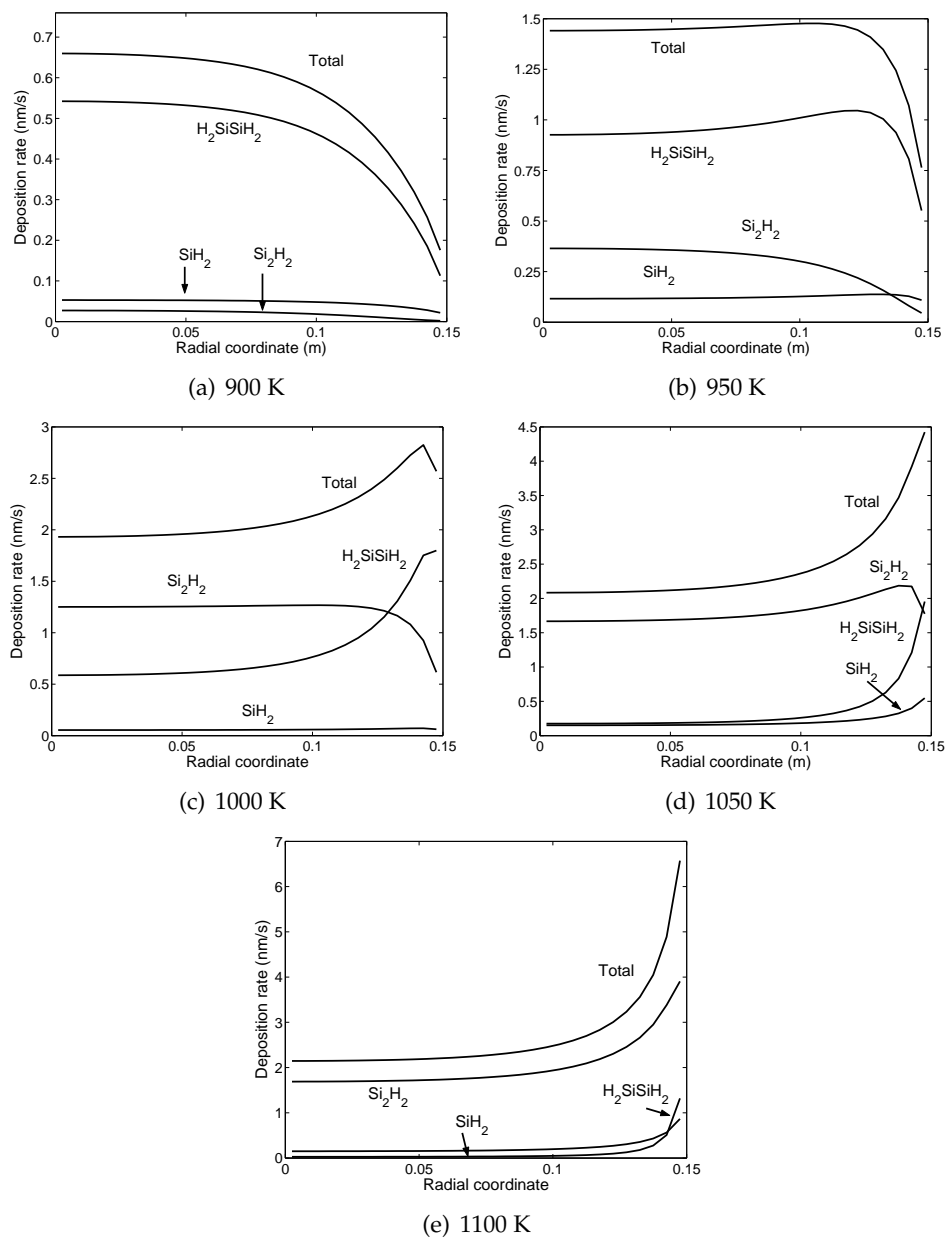 0.7
0.6
0.5
0.4
0.3
0.2
0.1
0
Deposition rate (nm/s)
Total
H2SiSiH2
SiH2
Si2H2
0 0.05 0.1 0.15
Radial coordinate (m)
(a) 900 K
1.5
1.25
1
0.75
0.5
0.25
0
Deposition rate (nm/s)
Total
H2SiSiH2
Si2H2
SiH2
0 0.05 0.1 0.15
Radial coordinate (m)
(b) 950 K
3
2.5
2
1.5
1
0.5
0
Deposition rate (nm/s)
Total
H2SiSiH2
Si2H2
SiH2
0 0.05 0.1 0.15
Radial coordinate
(c) 1000 K
4.5
4
3.5
3
2.5
2
1.5
1
0.5
0
Deposition rate (nm/s)
Total
Si2H2
H2SiSiH2
SiH2
0 0.05 0.1 0.15
Radial coordinate (m)
(d) 1050 K
7
6
5
4
3
2
1
0
Deposition rate (nm/s)
Total
Si2H2
H2SiSiH2
SiH2
0 0.05 0.1 0.15
Radial coordinate
(e) 1100 K